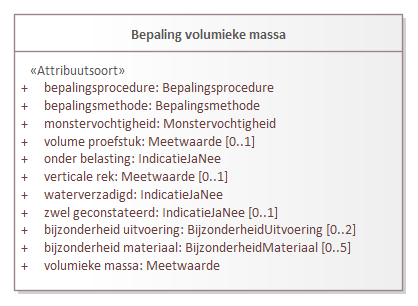 Bepaling volumieke massa
«Attribuutsoort»
+ bepalingsprocedure: Bepalingsprocedure
+ bepalingsmethode: Bepalingsmethode
+ monstervochtigheid: Monstervochtigheid
+ volume proefstuk: Meetwaarde [0..1]
+ onder belasting: IndicatieJaNee
+ verticale rek: Meetwaarde [0..1]
+ waterverzadigd: IndicatieJaNee
+ zwel geconstateerd: IndicatieJaNee [0..1]
+ bijzonderheid uitvoering: BijzonderheidUitvoering [0..2]
+ bijzonderheid materiaal: BijzonderheidMateriaal [0..5]
+ volumieke massa: Meetwaarde